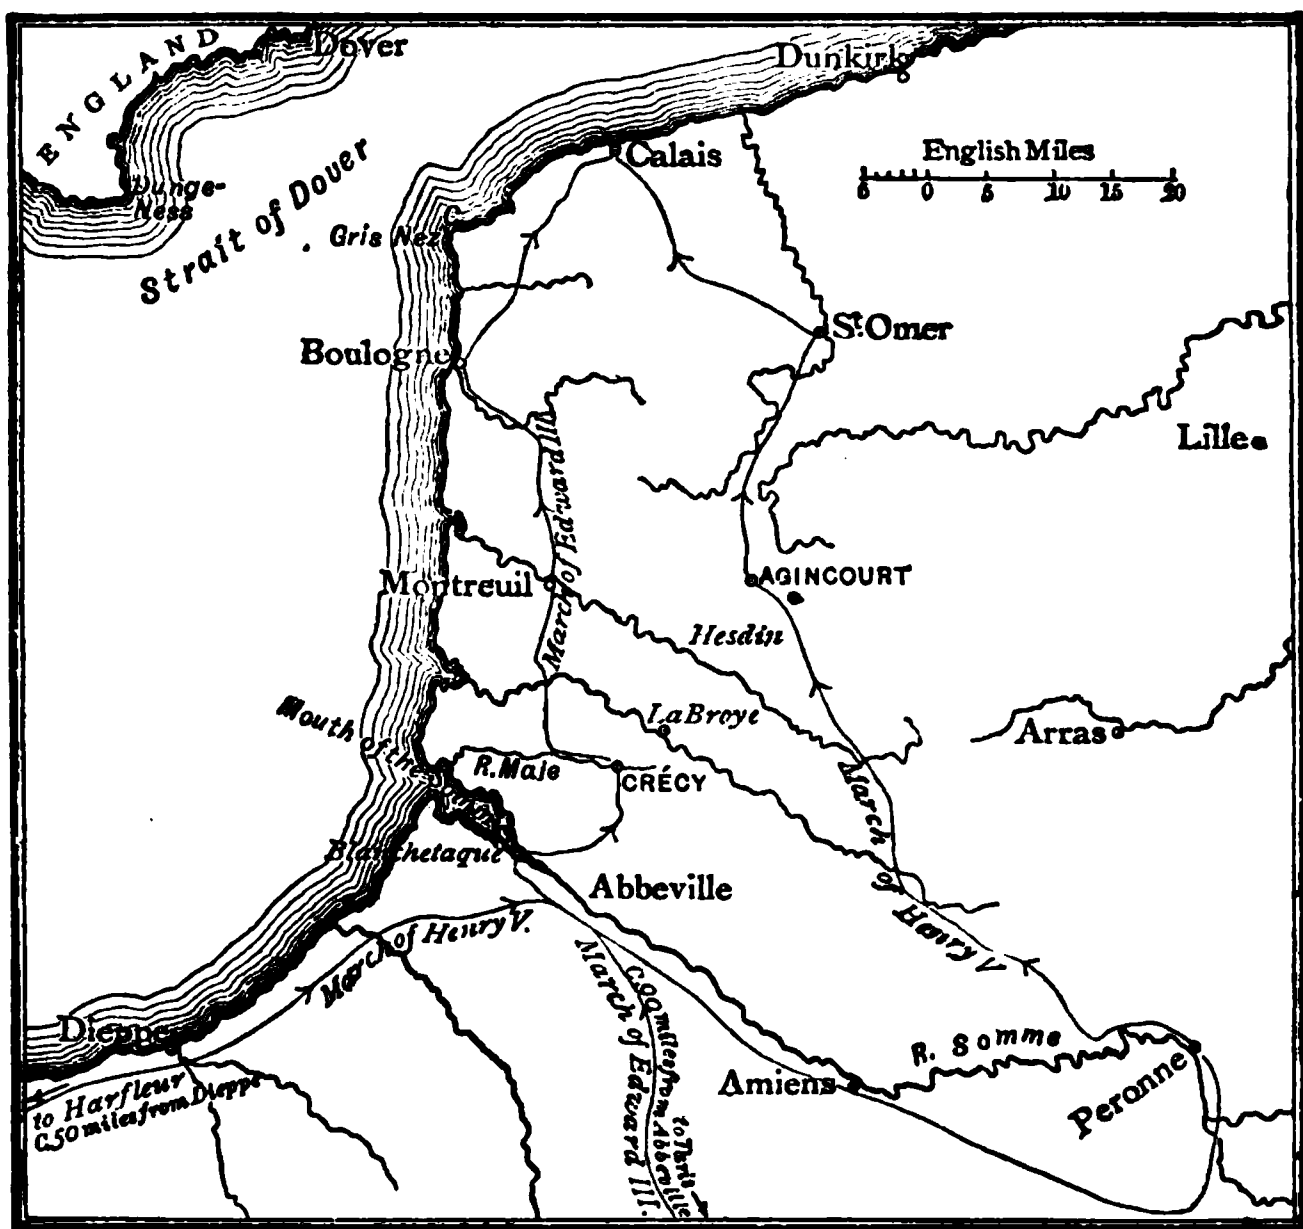 ENGLAND
Dover
Dunkirk
Calais
English Miles
5 0 5 10 15 20
Dunge-
Ness
Strait of Dover
Gris Nez
St. Omer
Boulogne
Lille
March of Edward III.
AGINCOURT
Montreuil
Hesdin
La Broye
Arras
Mouth of the
R. Maie
CRÉCY
March of Henry V
Blanchetaque
Abbeville
March of Henry V.
March of Edward III.
C. 90 miles from Abbeville
to Paris
Dieppe
R. Somme
Amiens
Peronne
to Harfleur
C. 50 miles from Dieppe